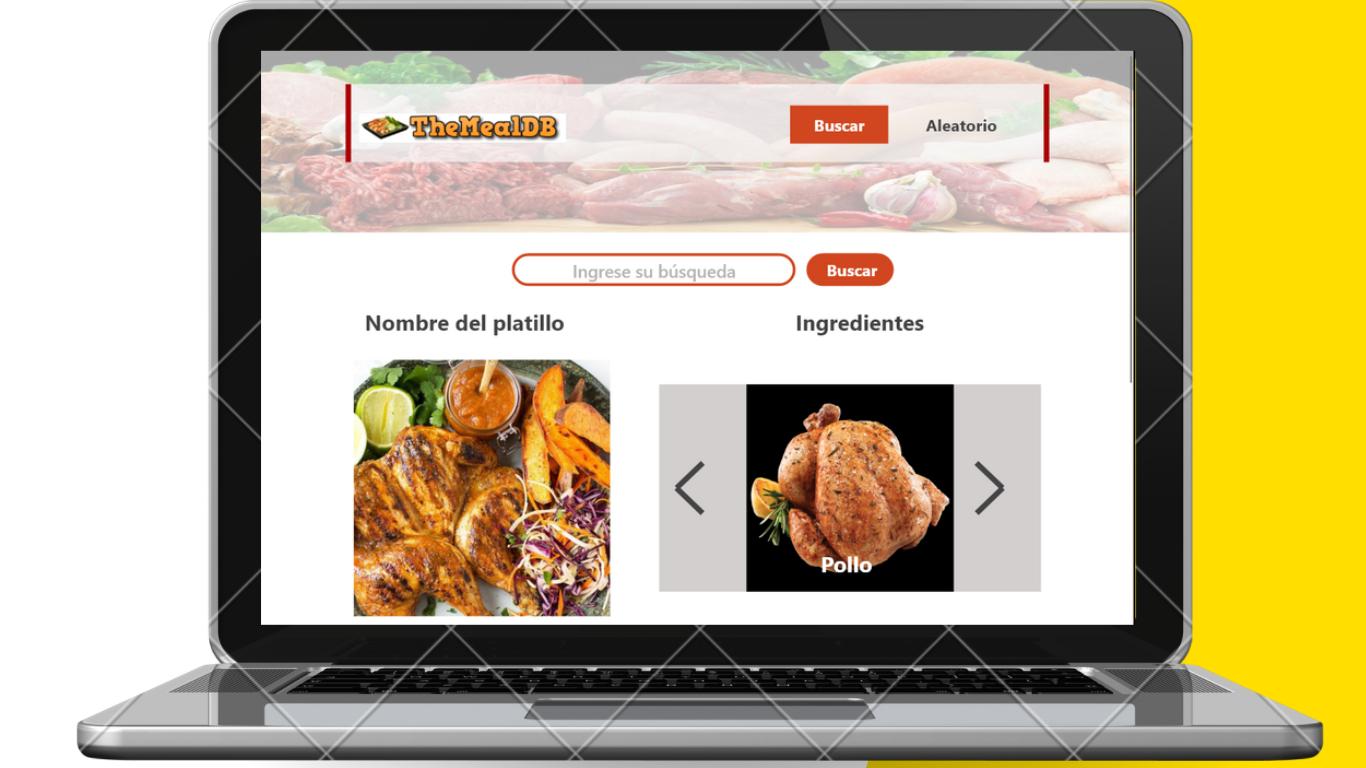 TheMealDB
Buscar
Aleatorio
Ingrese su búsqueda
Buscar
Nombre del platillo
Ingredientes
Pollo